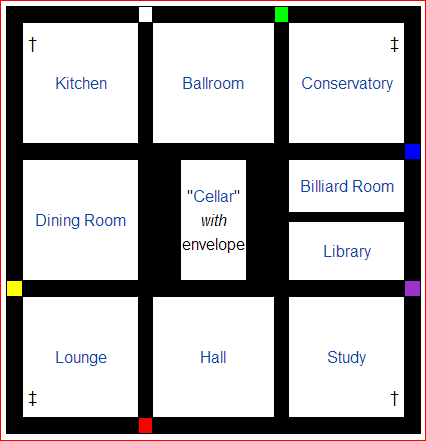 † ‡
Kitchen Ballroom Conservatory
"Cellar"
with
envelope
Dining Room
Billiard Room
Library
Lounge Hall Study
‡ †